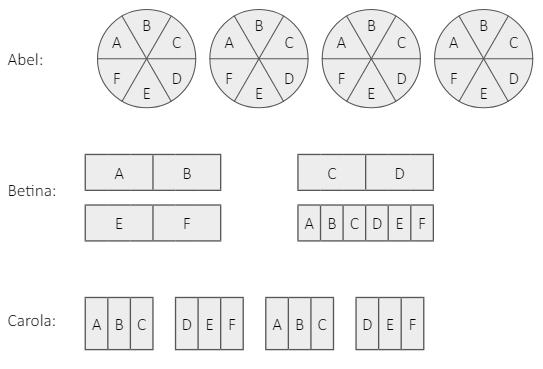 Abel:
B B B B
A C A C A C A C
F D F D F D F D
E E E E
Betina:
A B C D
E F A B C D E F
Carola:
A B C D E F A B C D E F